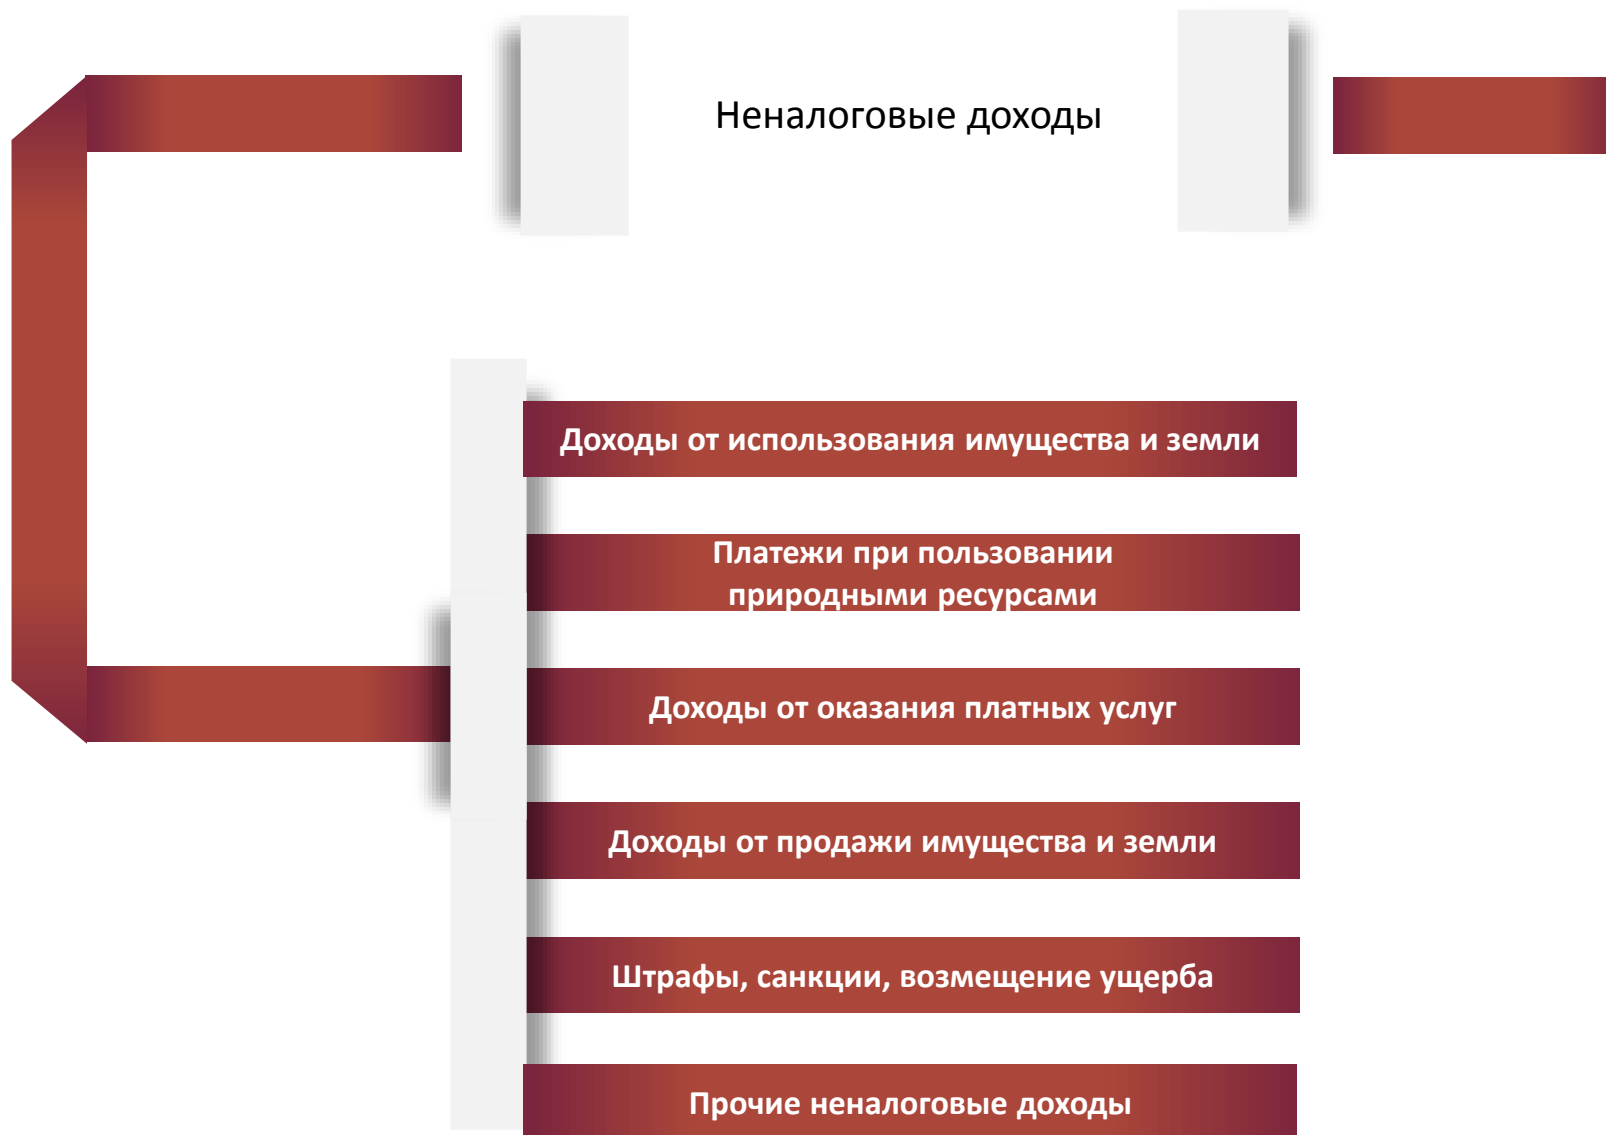 Неналоговые доходы
Доходы от использования имущества и земли
Платежи при пользовании
природными ресурсами
Доходы от оказания платных услуг
Доходы от продажи имущества и земли
Штрафы, санкции, возмещение ущерба
Прочие неналоговые доходы